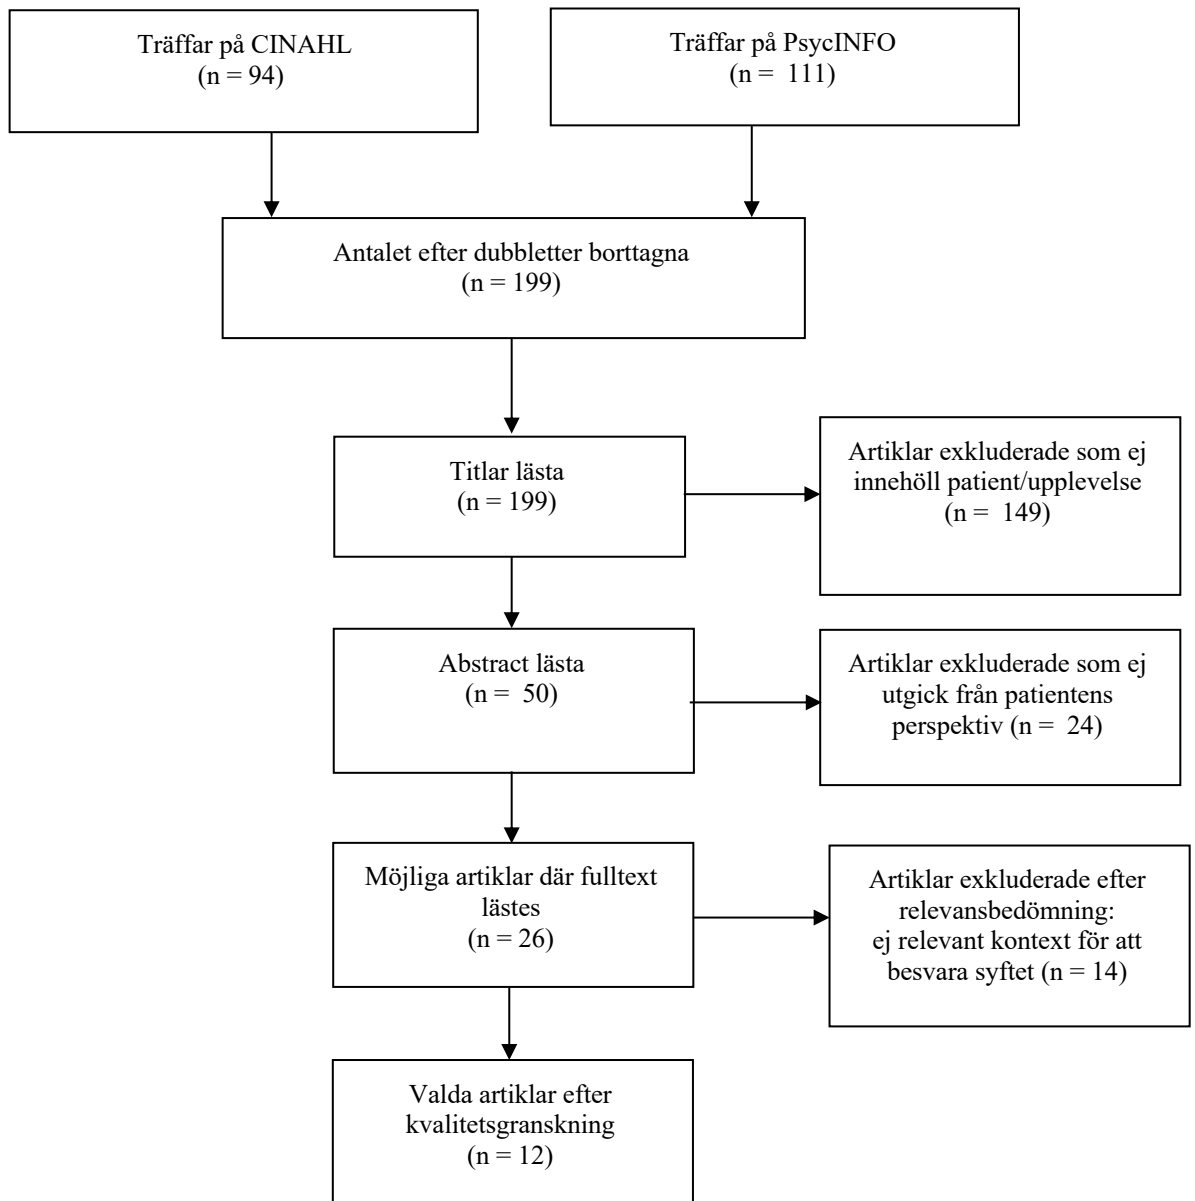 Träffar på CINAHL
(n = 94)
Träffar på PsycINFO
(n = 111)
Antalet efter dubbletter borttagna
(n = 199)
Titlar lästa
(n = 199)
Artiklar exkluderade som ej
innehöll patient/upplevelse
(n = 149)
Abstract lästa
(n = 50)
Artiklar exkluderade som ej
utgick från patientens
perspektiv (n = 24)
Möjliga artiklar där fulltext
lästes
(n = 26)
Artiklar exkluderade efter
relevansbedömning:
ej relevant kontext för att
besvara syftet (n = 14)
Valda artiklar efter
kvalitetsgranskning
(n = 12)